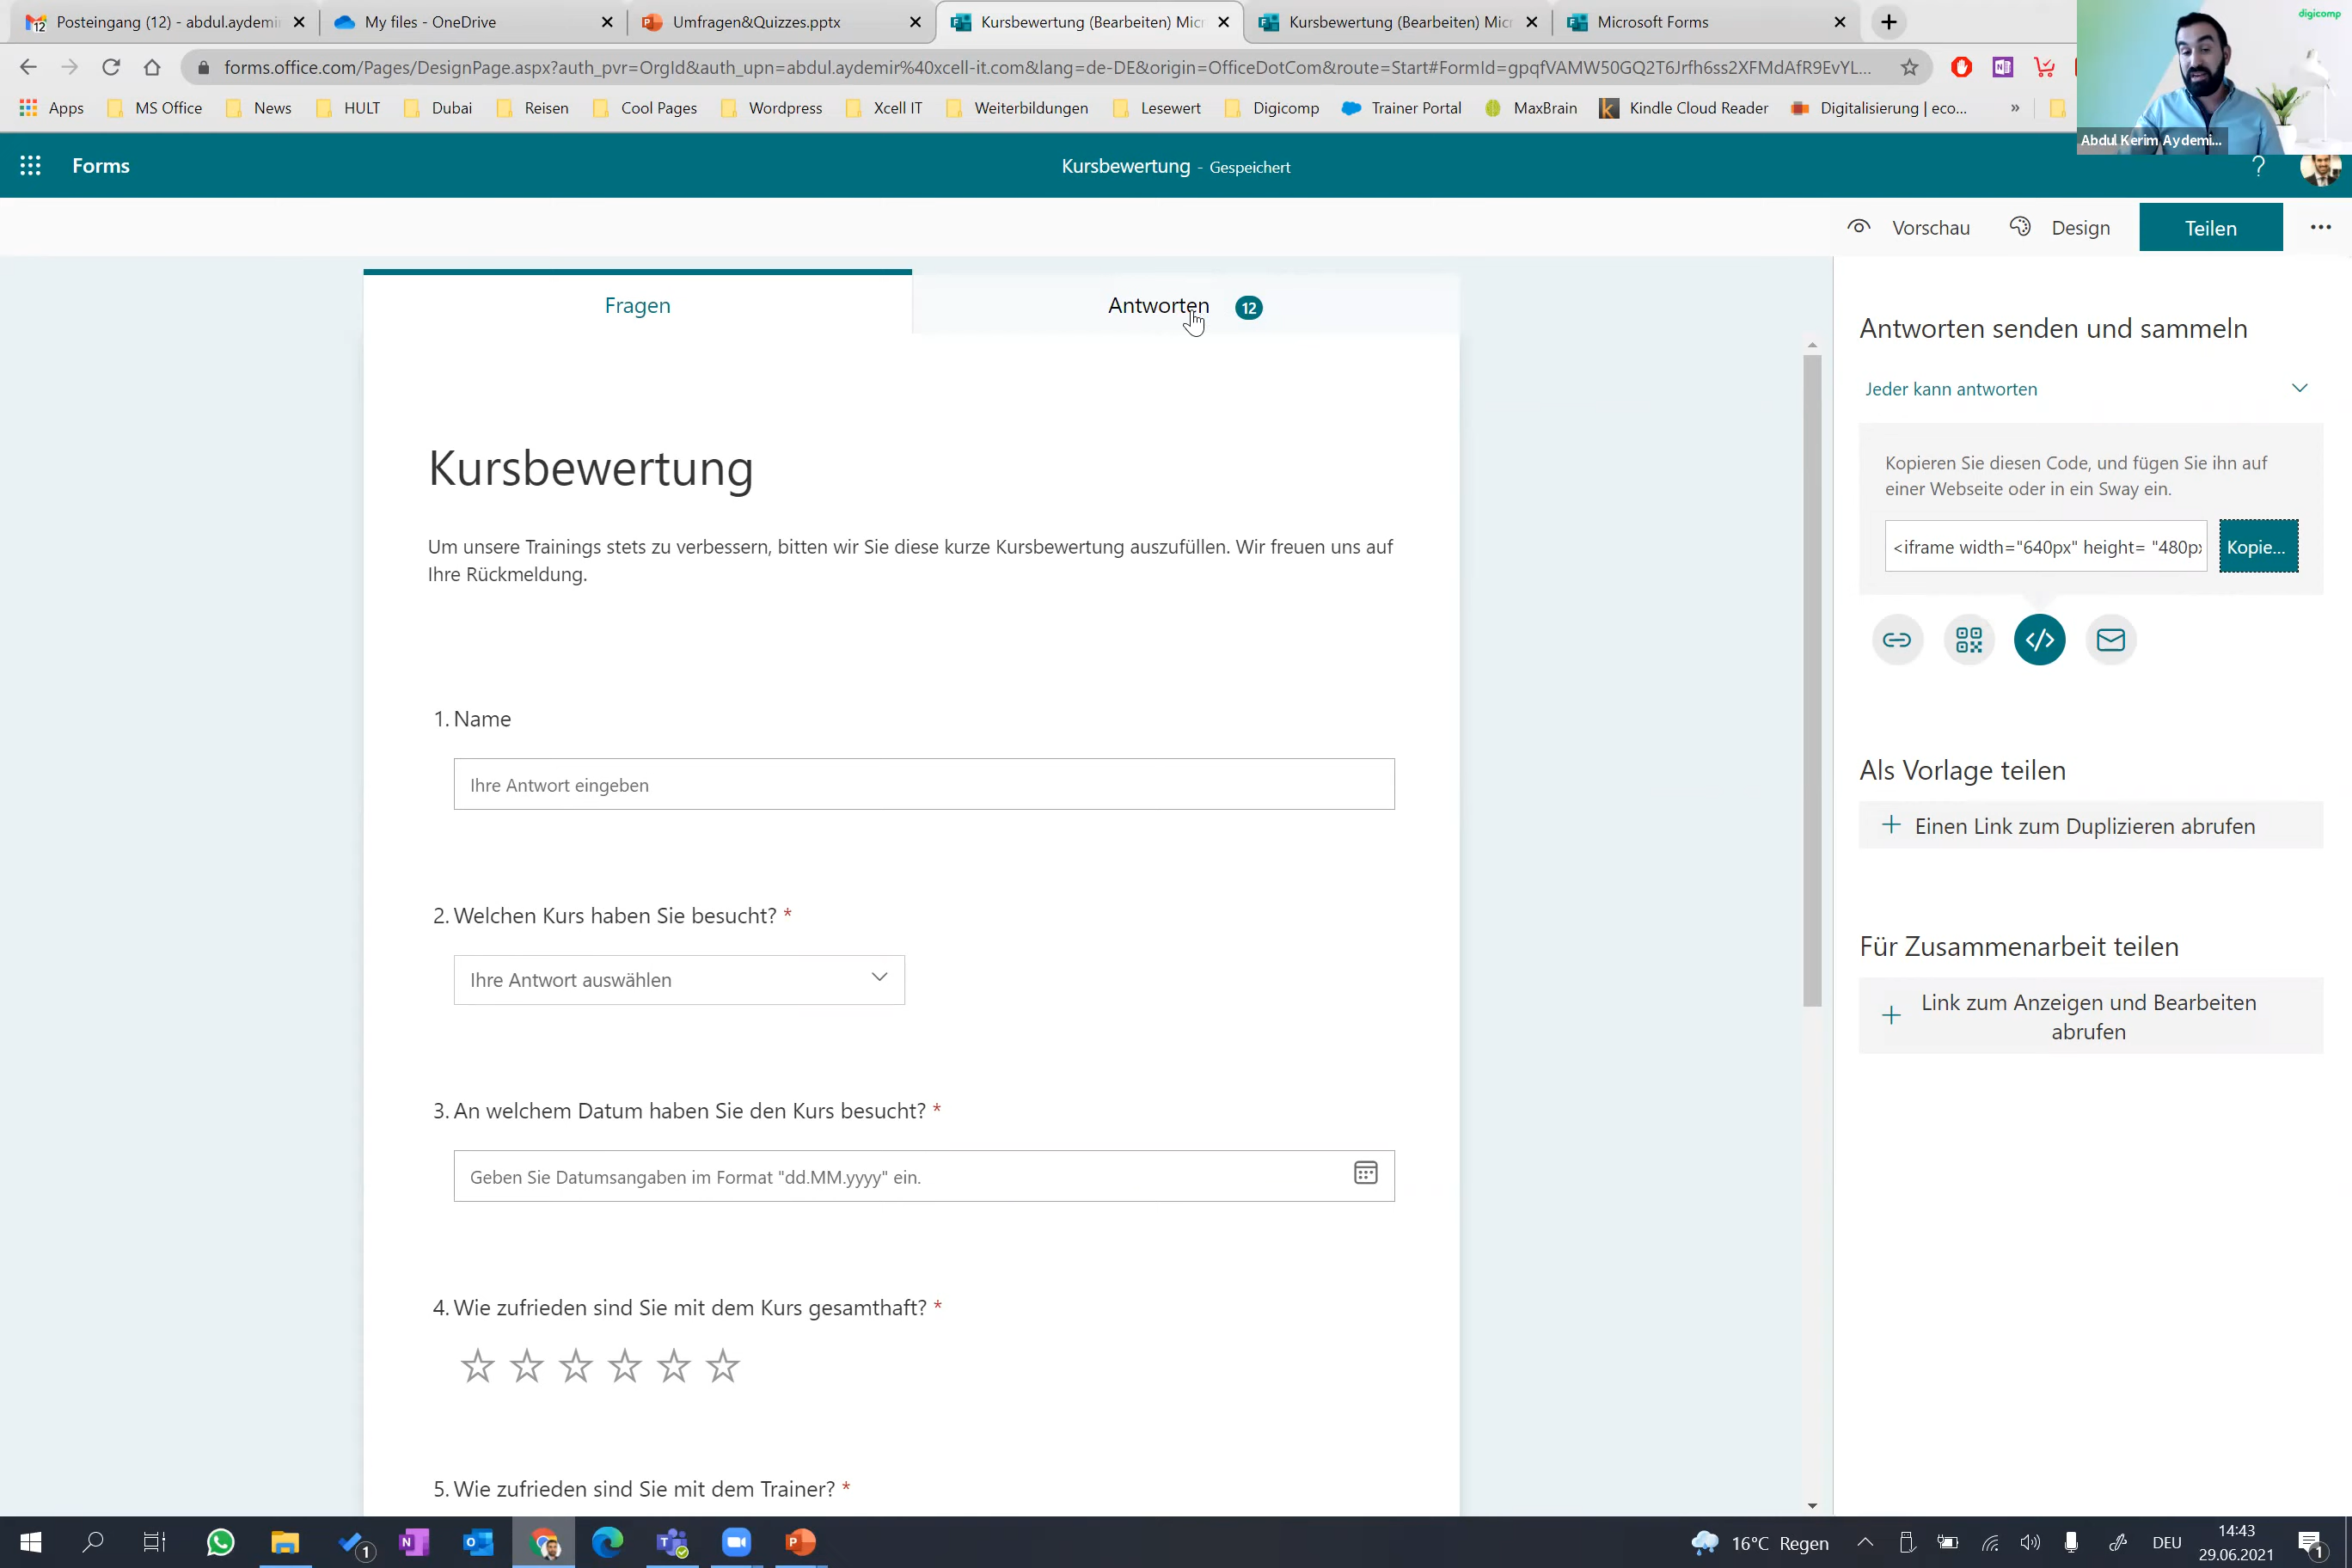 Posteingang (12) - abdul.aydemi
My files - OneDrive
Umfragen&Quizzes.pptx
Kursbewertung (Bearbeiten) Micr
Kursbewertung (Bearbeiten) Micr
Microsoft Forms
digicomp
forms.office.com/Pages/DesignPage.aspx?auth_pvr=OrgId&auth_upn=abdul.aydemir%40xcell-it.com&lang=de-DE&origin=OfficeDotCom&route=Start#FormId=gpqfVAMW50GQ2T6Jrfh6ss2XFMdAfR9EvYL...
Apps
MS Office
News
HULT
Dubai
Reisen
Cool Pages
Wordpress
Xcell IT
Weiterbildungen
Lesewert
Digicomp
Trainer Portal
MaxBrain
Kindle Cloud Reader
Digitalisierung | eco...
»
Abdul Kerim Aydemi...
Forms
Kursbewertung - Gespeichert
?
Vorschau
Design
Teilen
Fragen
Antworten 12
Kursbewertung
Um unsere Trainings stets zu verbessern, bitten wir Sie diese kurze Kursbewertung auszufüllen. Wir freuen uns auf
Ihre Rückmeldung.
1. Name
Ihre Antwort eingeben
2. Welchen Kurs haben Sie besucht? *
Ihre Antwort auswählen
3. An welchem Datum haben Sie den Kurs besucht? *
Geben Sie Datumsangaben im Format "dd.MM.yyyy" ein.
4. Wie zufrieden sind Sie mit dem Kurs gesamthaft? *
5. Wie zufrieden sind Sie mit dem Trainer? *
Antworten senden und sammeln
Jeder kann antworten
Kopieren Sie diesen Code, und fügen Sie ihn auf
einer Webseite oder in ein Sway ein.
<iframe width="640px" height= "480px
Kopie...
Als Vorlage teilen
Einen Link zum Duplizieren abrufen
Für Zusammenarbeit teilen
Link zum Anzeigen und Bearbeiten
abrufen
1
16°C Regen
DEU
14:43
29.06.2021
1